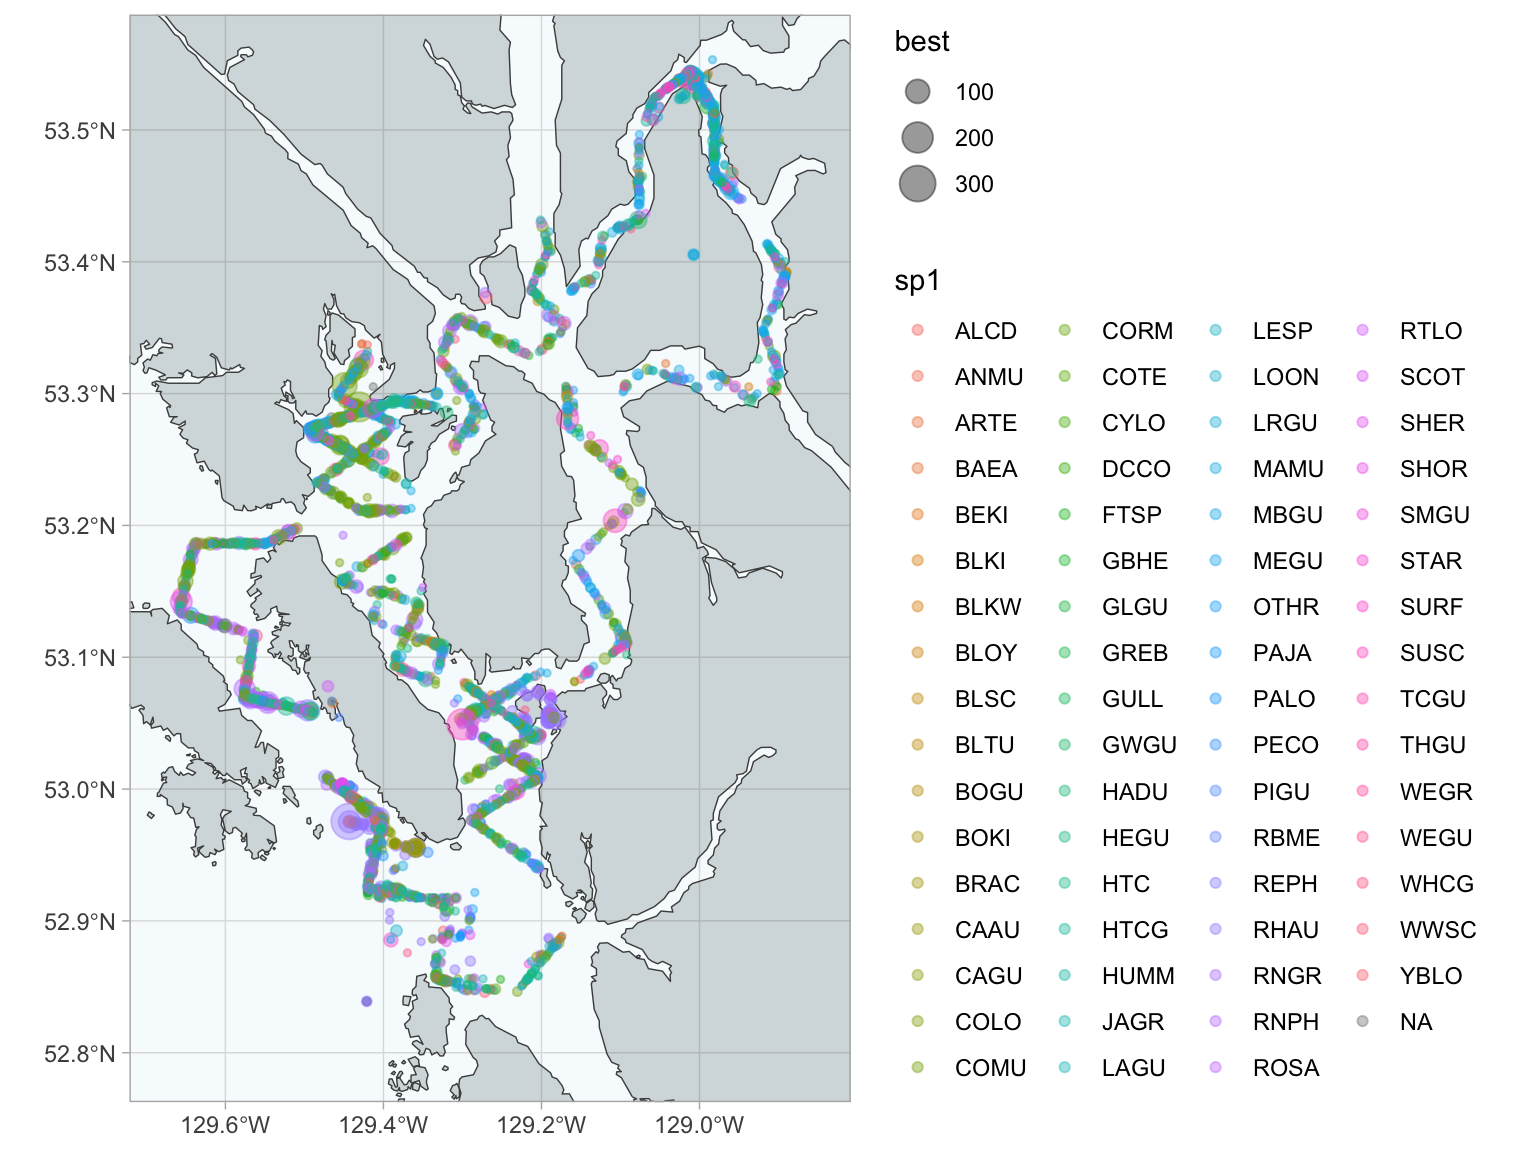 best
100
200
300
sp1
ALCD CORM LESP RTLO
ANMU COTE LOON SCOT
ARTE CYLO LRGU SHER
BAEA DCCO MAMU SHOR
BEKI FTSP MBGU SMGU
BLKI GBHE MEGU STAR
BLKW GLGU OTHR SURF
BLOY GREB PAJA SUSC
BLSC GULL PALO TCGU
BLTU GWGU PECO THGU
BOGU HADU PIGU WEGR
BOKI HEGU RBME WEGU
BRAC HTC REPH WHCG
CAAU HTCG RHAU WWSC
CAGU HUMM RNGR YBLO
COLO JAGR RNPH NA
COMU LAGU ROSA
53.5°N
53.4°N
53.3°N
53.2°N
53.1°N
53.0°N
52.9°N
52.8°N
129.6°W 129.4°W 129.2°W 129.0°W